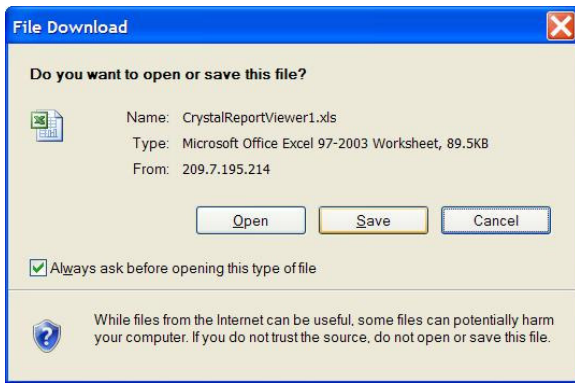 File Download
Do you want to open or save this file?
Name: CrystalReportViewer1.xls
Type: Microsoft Office Excel 97-2003 Worksheet, 89.5KB
From: 209.7.195.214
Open Save Cancel
Always ask before opening this type of file
While files from the Internet can be useful, some files can potentially harm
your computer. If you do not trust the source, do not open or save this file.